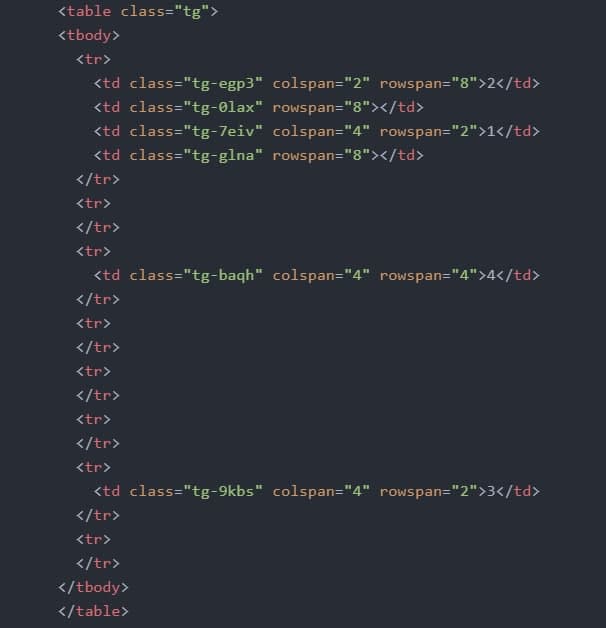 <table class="tg">
<tbody>
  <tr>
    <td class="tg-egp3" colspan="2" rowspan="8">2</td>
    <td class="tg-0lax" rowspan="8"></td>
    <td class="tg-7eiv" colspan="4" rowspan="2">1</td>
    <td class="tg-glna" rowspan="8"></td>
  </tr>
  <tr>
  </tr>
  <tr>
    <td class="tg-baqh" colspan="4" rowspan="4">4</td>
  </tr>
  <tr>
  </tr>
  <tr>
  </tr>
  <tr>
  </tr>
  <tr>
    <td class="tg-9kbs" colspan="4" rowspan="2">3</td>
  </tr>
  <tr>
  </tr>
</tbody>
</table>